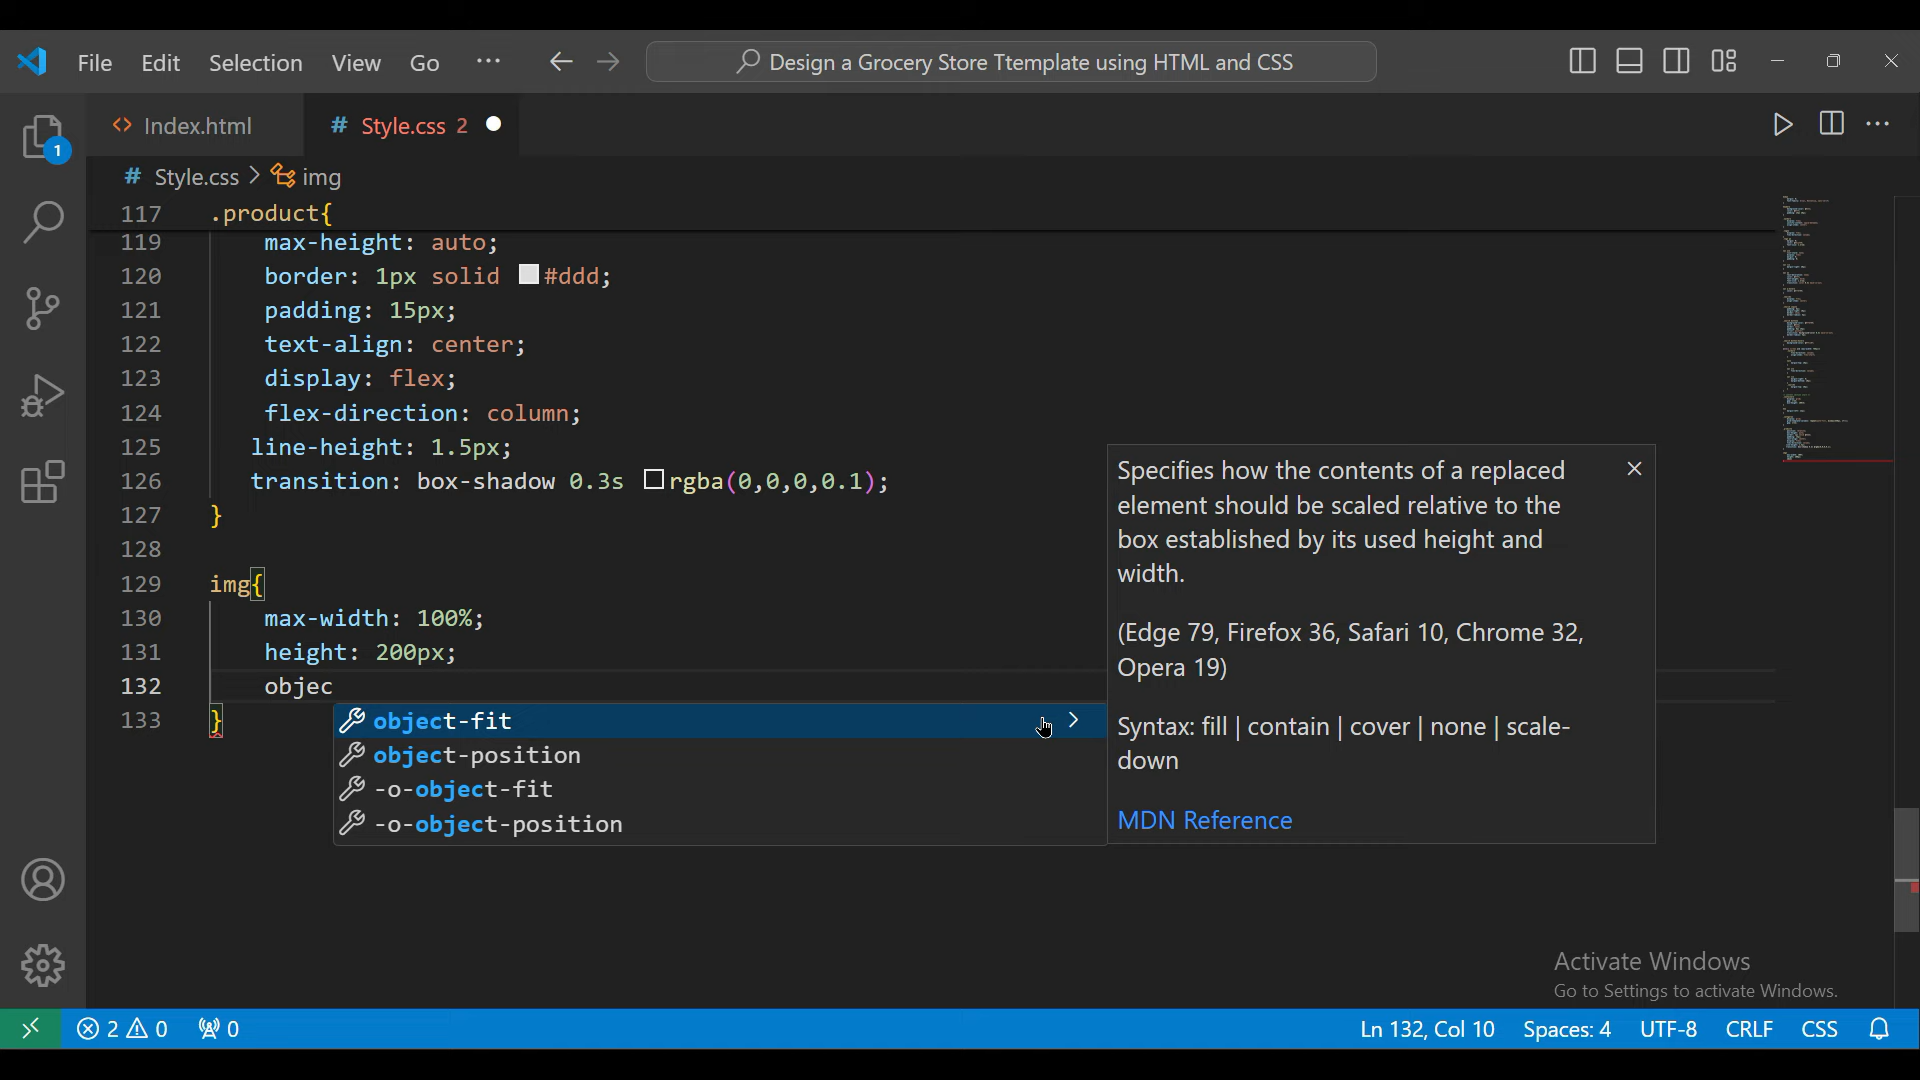 File Edit Selection View Go ··· Design a Grocery Store Ttemplate using HTML and CSS
Index.html # Style.css 2
1
# Style.css > img
117 .product{
119 max-height: auto;
120 border: 1px solid #ddd;
121 padding: 15px;
122 text-align: center;
123 display: flex;
124 flex-direction: column;
125 line-height: 1.5px;
126 transition: box-shadow 0.3s rgba(0,0,0,0.1);
127 }
128
129 img{
130 max-width: 100%;
131 height: 200px;
132 objec
133 }
object-fit
object-position
-o-object-fit
-o-object-position
Specifies how the contents of a replaced
element should be scaled relative to the
box established by its used height and
width.
(Edge 79, Firefox 36, Safari 10, Chrome 32,
Opera 19)
Syntax: fill | contain | cover | none | scale-
down
MDN Reference
Activate Windows
Go to Settings to activate Windows.
2 0 0 Ln 132, Col 10 Spaces: 4 UTF-8 CRLF CSS